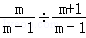 m/(m − 1) ÷ (m+1)/(m − 1)